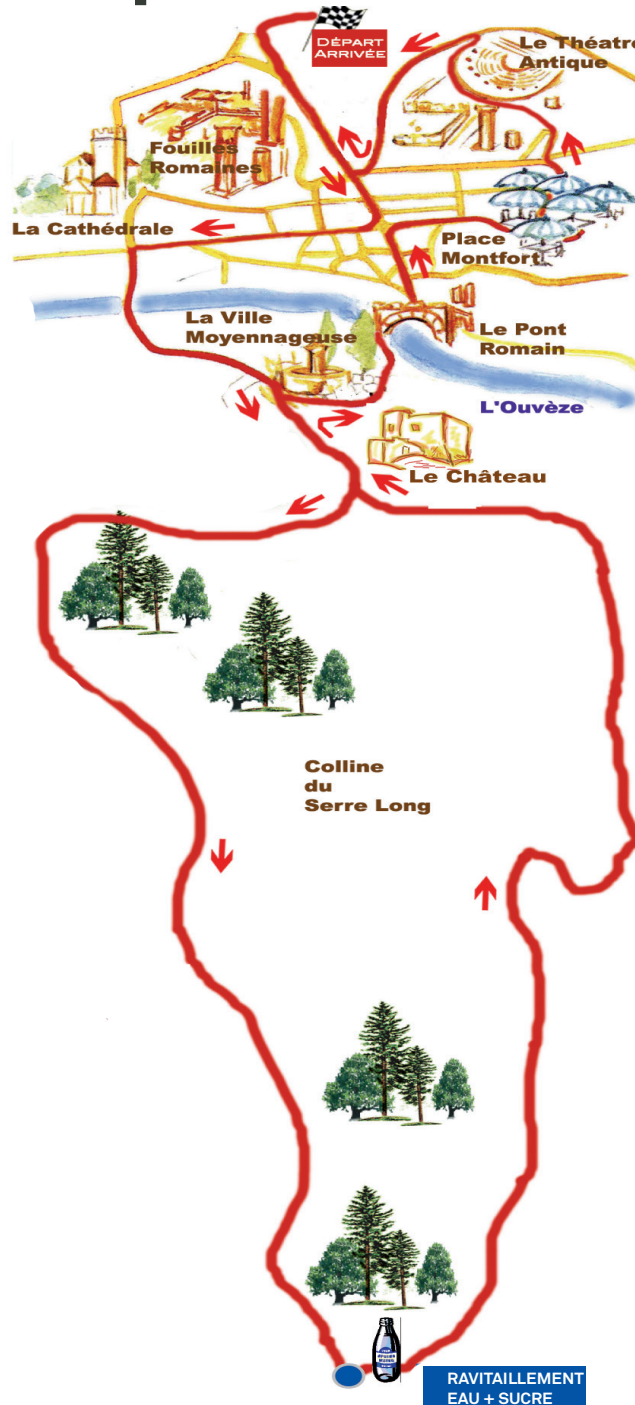 DÉPART
ARRIVÉE
Le Théatre
Antique
Fouilles
Romaines
La Cathédrale
Place
Montfort
La Ville
Moyennageuse
Le Pont
Romain
L'Ouvèze
Le Château
Colline
du
Serre Long
RAVITAILLEMENT
EAU + SUCRE